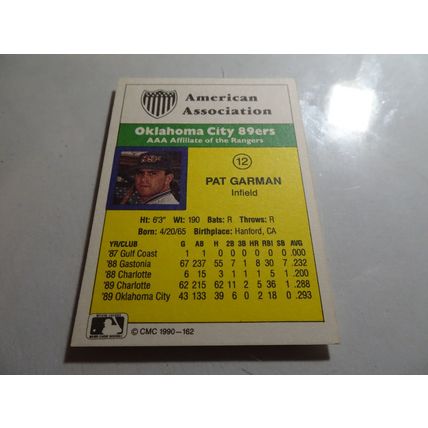 American
Association
Oklahoma City 89ers
AAA Affiliate of the Rangers
12
PAT GARMAN
Infield
Ht: 6'3" Wt: 190 Bats: R Throws: R
Born: 4/20/65 Birthplace: Hanford, CA
YR/CLUB G AB H 2B 3B HR RBI SB AVG
'87 Gulf Coast 1 1 0 0 0 0 0 0 .000
'88 Gastonia 67 237 55 7 1 8 30 7 .232
'88 Charlotte 6 15 3 1 1 1 1 1 .200
'89 Charlotte 62 215 62 11 2 5 36 1 .288
'89 Oklahoma City 43 133 39 6 0 2 18 0 .293
© CMC 1990—162